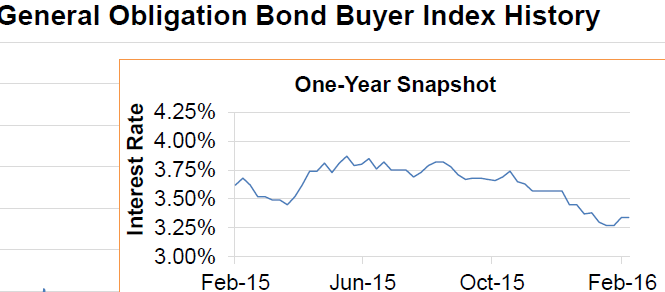 General Obligation Bond Buyer Index History
One-Year Snapshot
Interest Rate
4.25%
4.00%
3.75%
3.50%
3.25%
3.00%
Feb-15 Jun-15 Oct-15 Feb-16